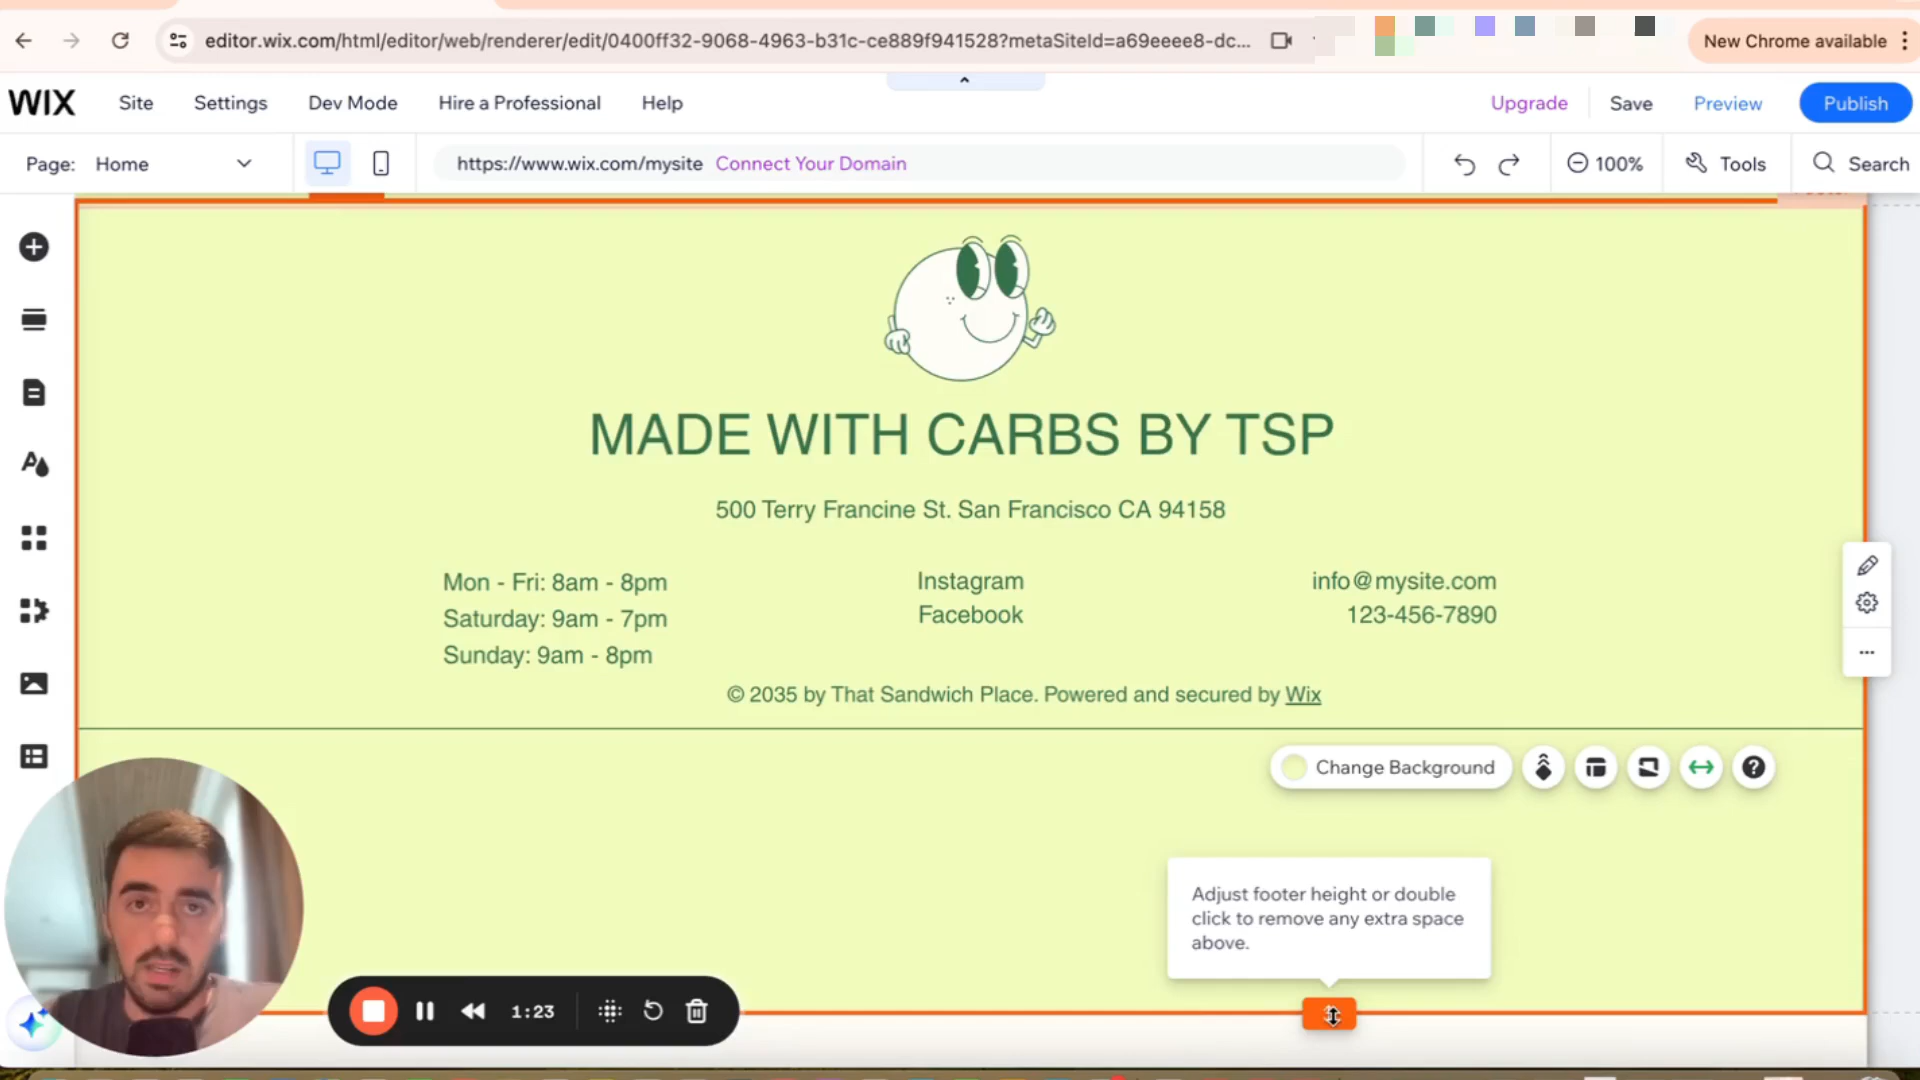 editor.wix.com/html/editor/web/renderer/edit/0400ff32-9068-4963-b31c-ce889f941528?metaSiteId=a69eeee8-dc...
New Chrome available
WIX
Site
Settings
Dev Mode
Hire a Professional
Help
Upgrade
Save
Preview
Publish
Page:
Home
https://www.wix.com/mysite
Connect Your Domain
100%
Tools
Search
MADE WITH CARBS BY TSP
500 Terry Francine St. San Francisco CA 94158
Mon - Fri: 8am - 8pm
Saturday: 9am - 7pm
Sunday: 9am - 8pm
Instagram
Facebook
info@mysite.com
123-456-7890
© 2035 by That Sandwich Place. Powered and secured by Wix
Change Background
Adjust footer height or double
click to remove any extra space
above.
1:23